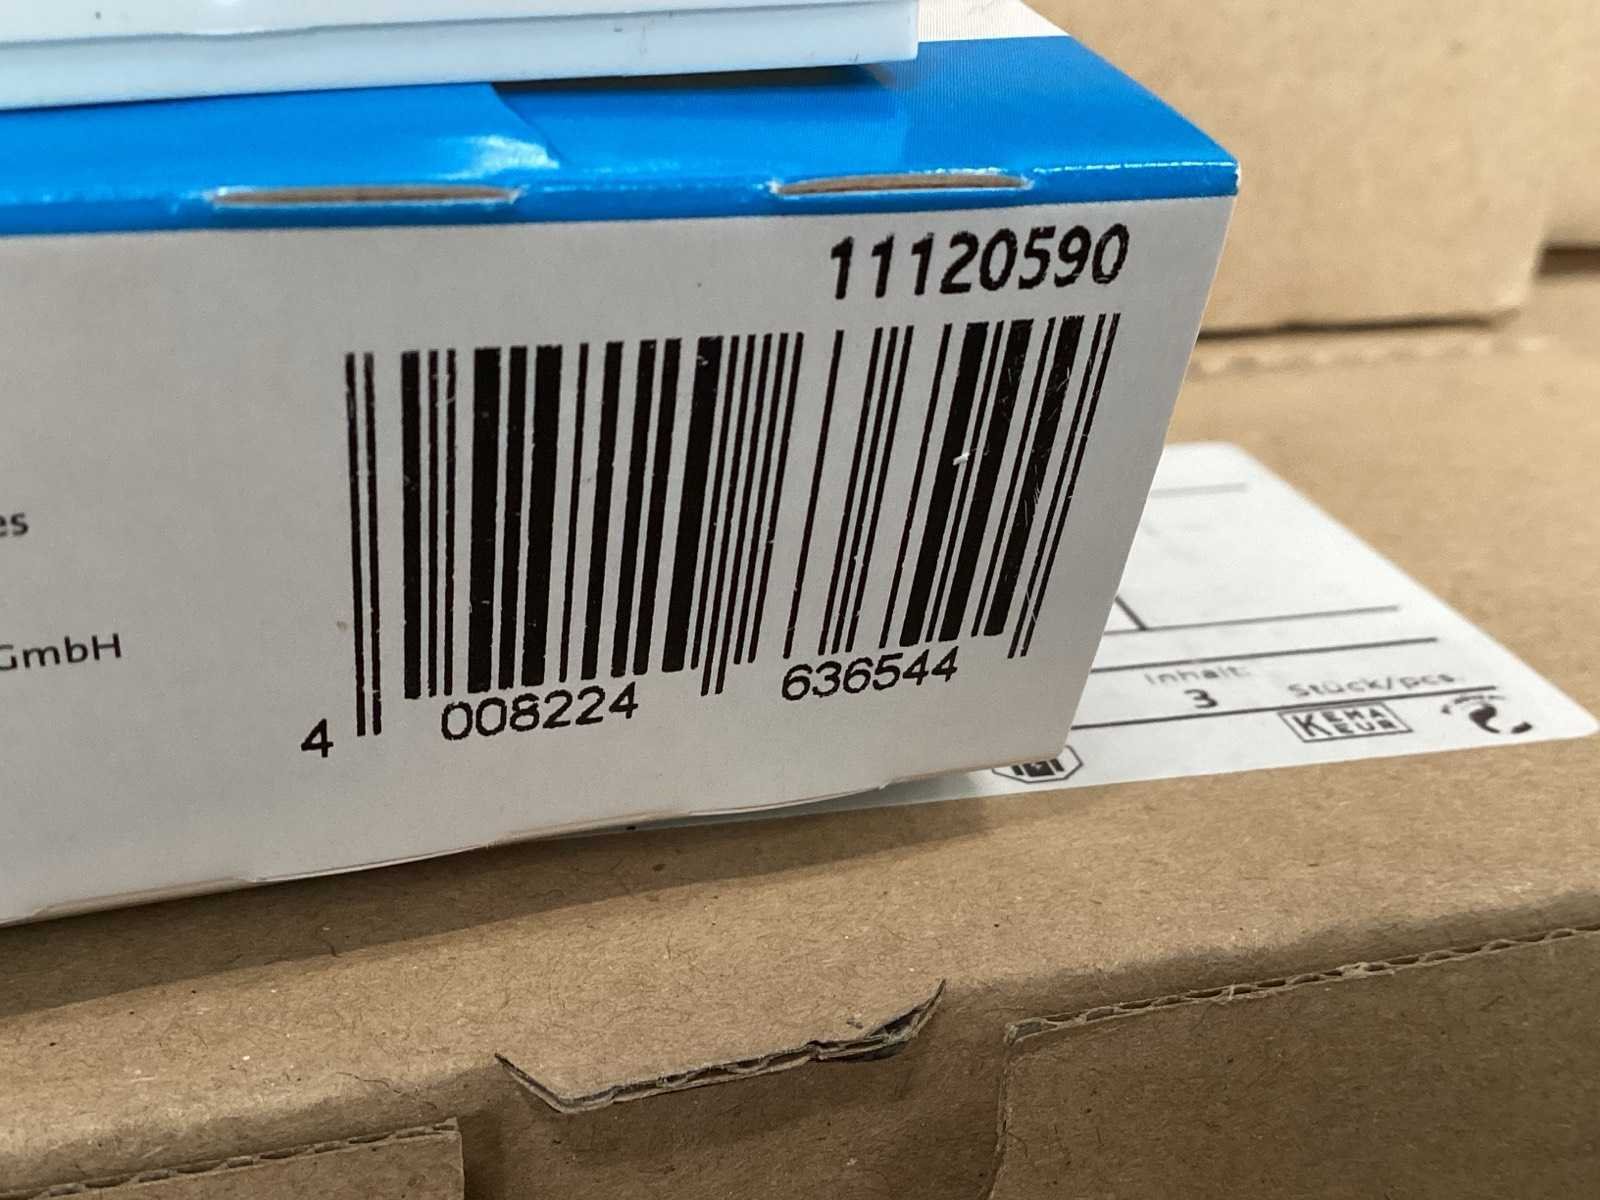 11120590
es
GmbH
4 008224 636544
Inhalt:
3 Stück/pcs.
KEMA
KEUR